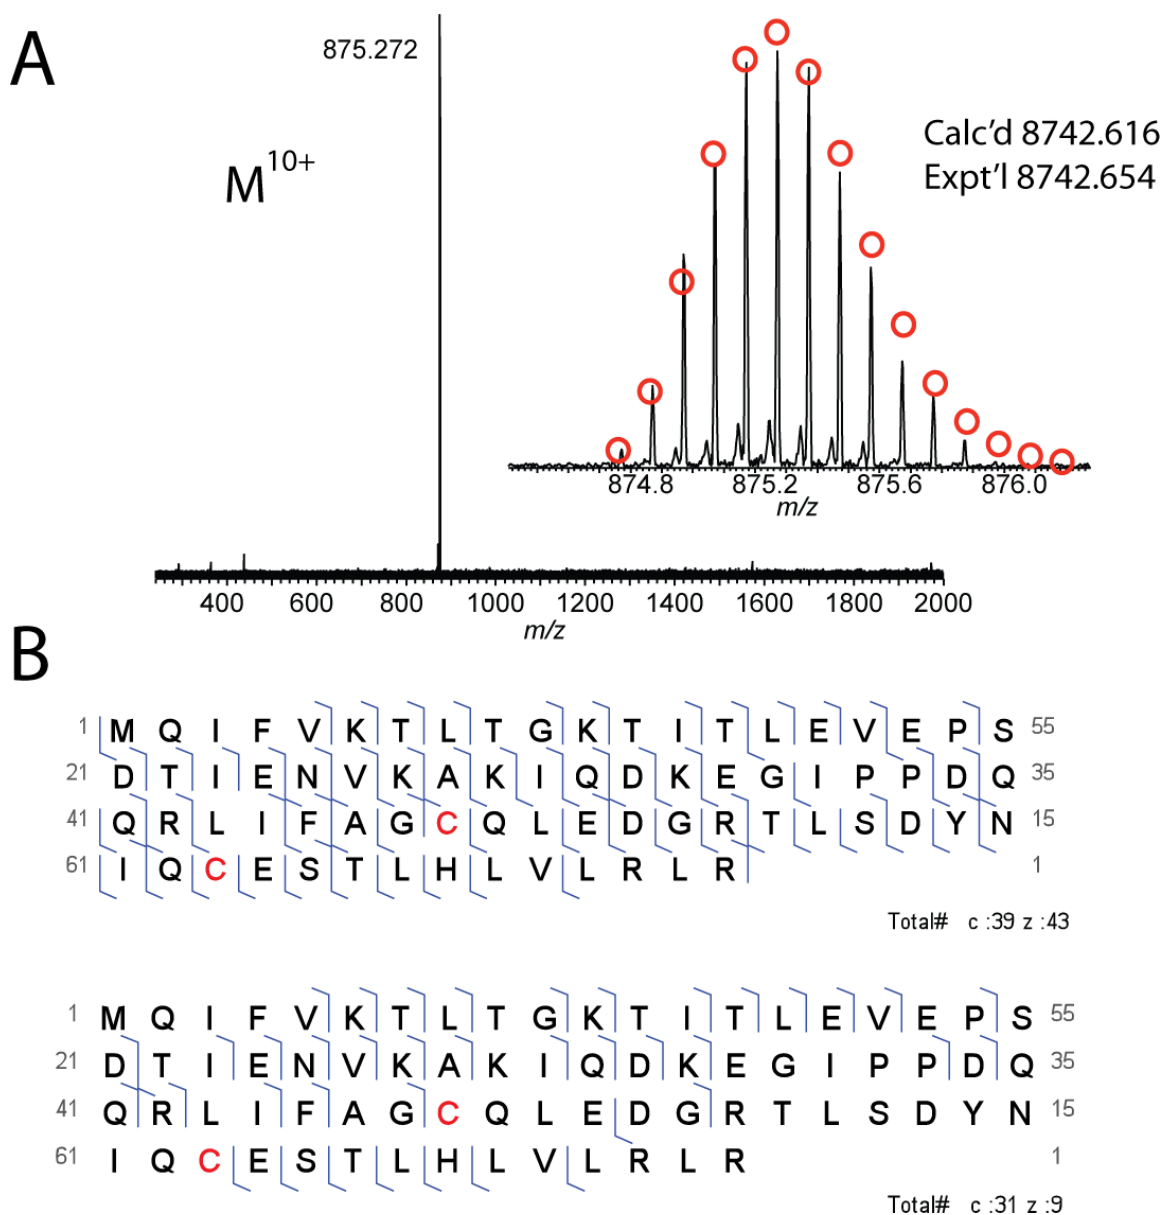 A
875.272
M10+
Calc'd 8742.616
Expt'l 8742.654
874.8 875.2 875.6 876.0
m/z
400 600 800 1000 1200 1400 1600 1800 2000
m/z
B
1 M Q I F V K T L T G K T I T L E V E P S 55
21 D T I E N V K A K I Q D K E G I P P D Q 35
41 Q R L I F A G C Q L E D G R T L S D Y N 15
61 I Q C E S T L H L V L R L R 1
Total# c :39 z :43
1 M Q I F V K T L T G K T I T L E V E P S 55
21 D T I E N V K A K I Q D K E G I P P D Q 35
41 Q R L I F A G C Q L E D G R T L S D Y N 15
61 I Q C E S T L H L V L R L R 1
Total# c :31 z :9